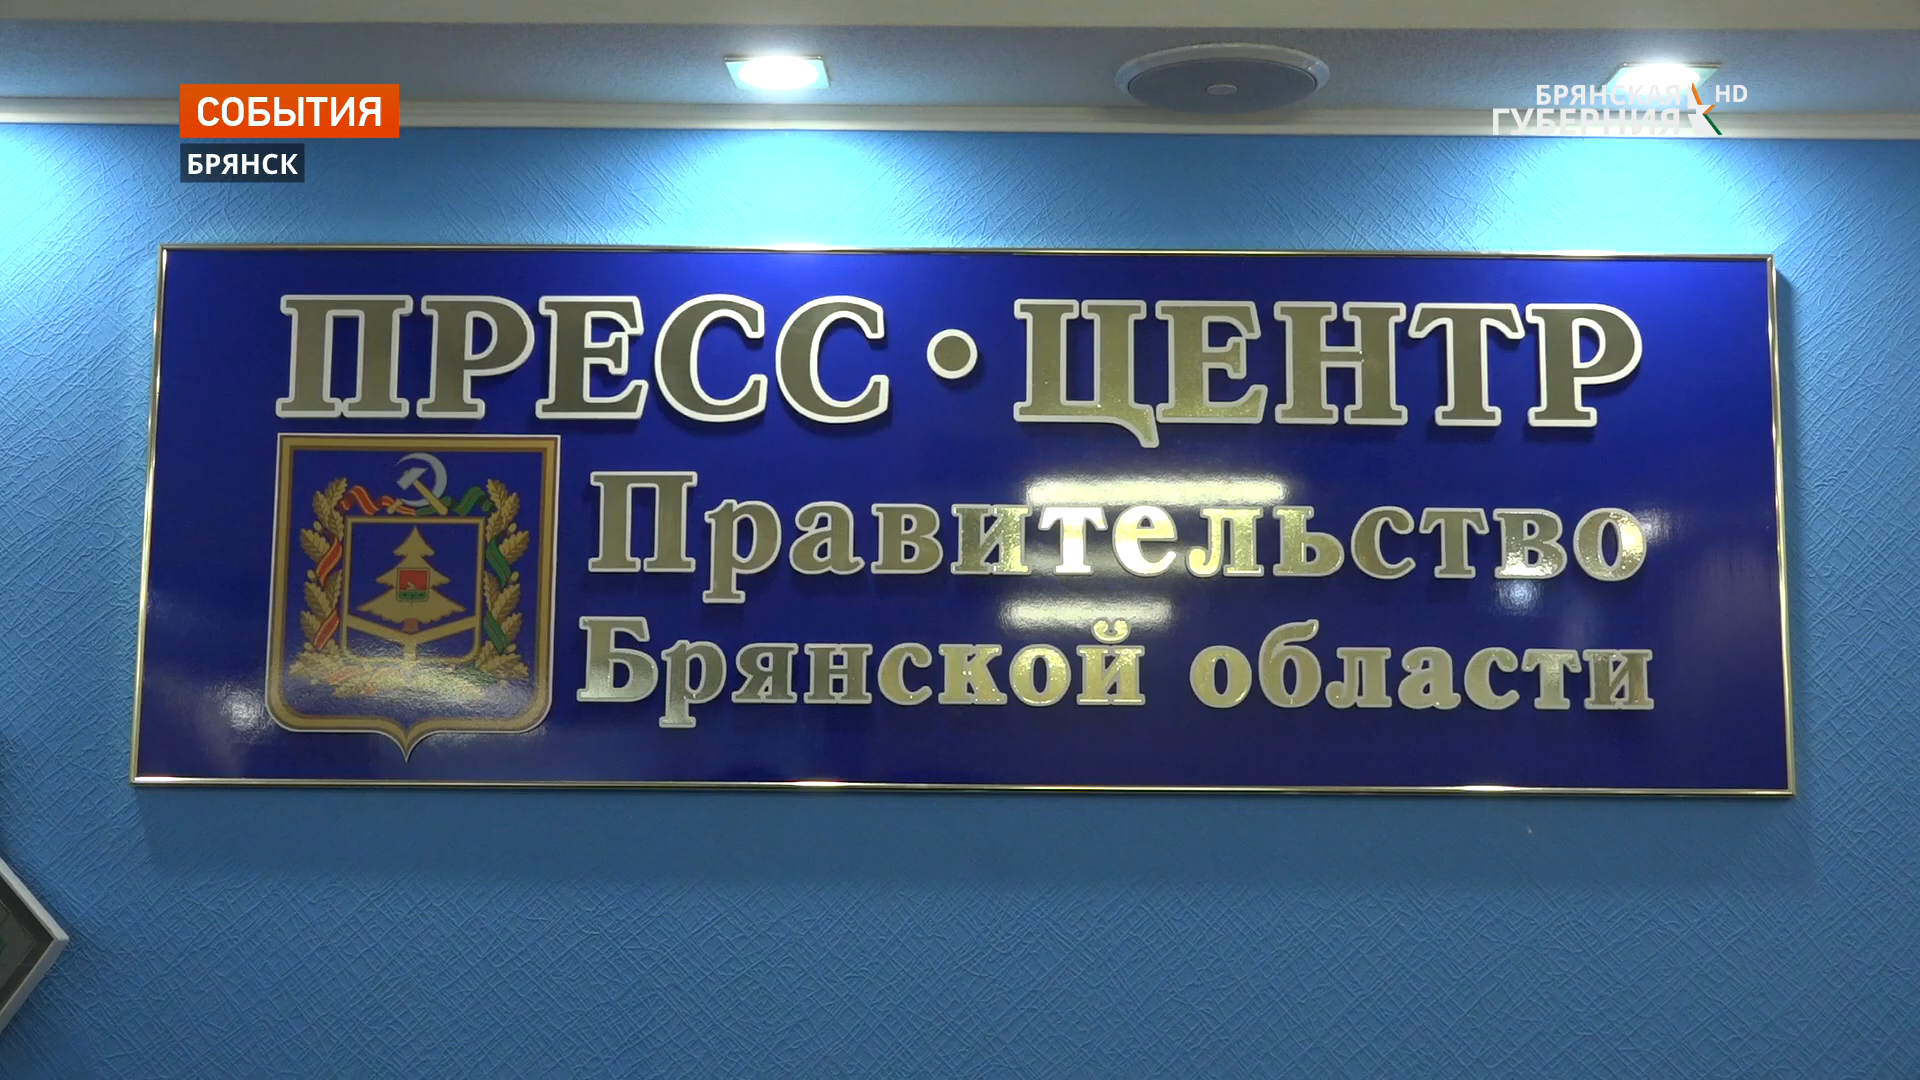 СОБЫТИЯ
БРЯНСК
БРЯНСКАЯ HD
ГУБЕРНИЯ
ПРЕСС·ЦЕНТР
Правительство
Брянской области